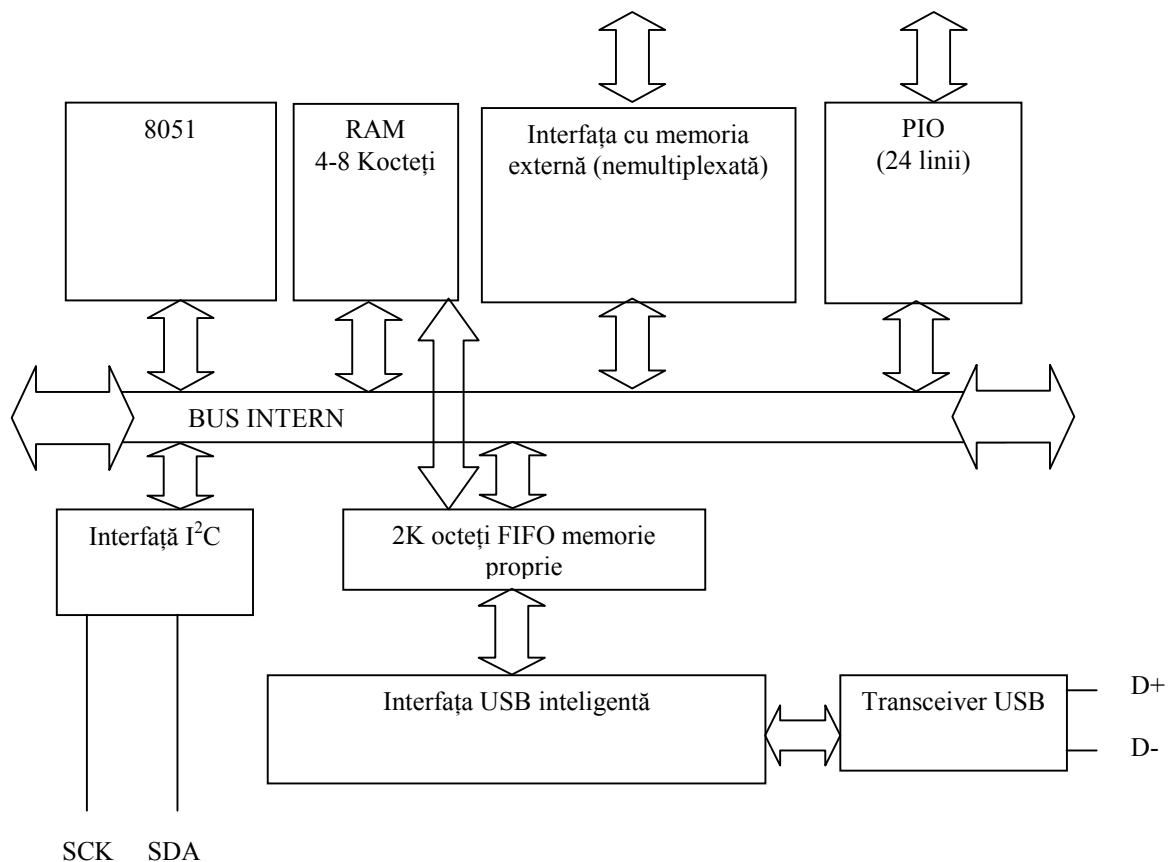 8051
RAM
4-8 Kocteți
Interfața cu memoria
externă (nemultiplexată)
PIO
(24 linii)
BUS INTERN
Interfață I²C
2K octeți FIFO memorie
proprie
Interfața USB inteligentă
Transceiver USB
D+
D-
SCK
SDA